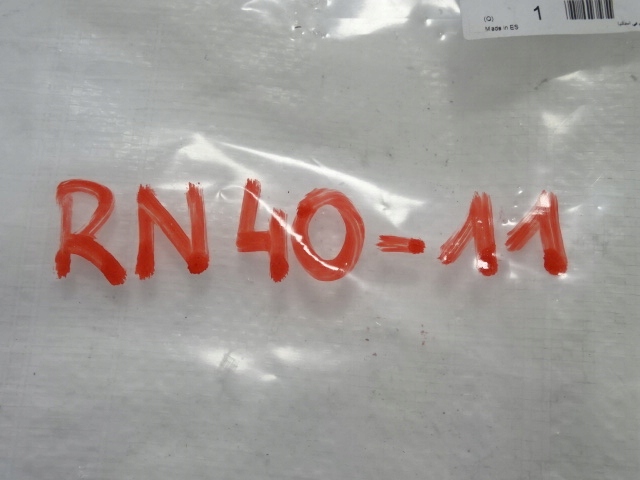 (Q) 1
Made in ES
RN40-11